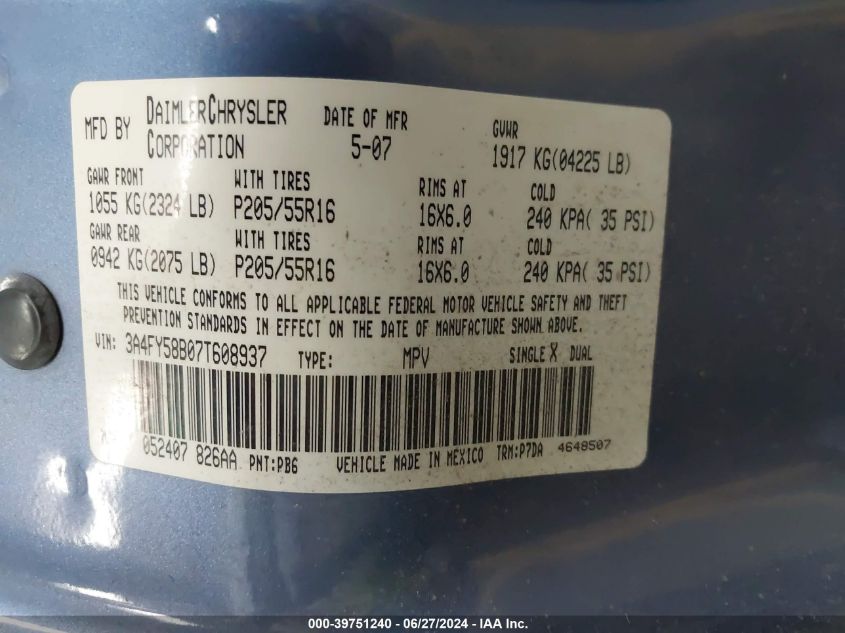 MFD BY DAIMLERCHRYSLER CORPORATION DATE OF MFR 5-07 GVWR 1917 KG(04225 LB)
GAWR FRONT WITH TIRES RIMS AT COLD
1055 KG(2324 LB) P205/55R16 16X6.0 240 KPA( 35 PSI)
GAWR REAR WITH TIRES RIMS AT COLD
0942 KG(2075 LB) P205/55R16 16X6.0 240 KPA( 35 PSI)
THIS VEHICLE CONFORMS TO ALL APPLICABLE FEDERAL MOTOR VEHICLE SAFETY AND THEFT
PREVENTION STANDARDS IN EFFECT ON THE DATE OF MANUFACTURE SHOWN ABOVE.
VIN: 3A4FY58B07T608937 TYPE: MPV SINGLE X DUAL
052407 826AA PNT:PB6 VEHICLE MADE IN MEXICO TRM:P7DA 4648507
000-39751240 - 06/27/2024 - IAA Inc.